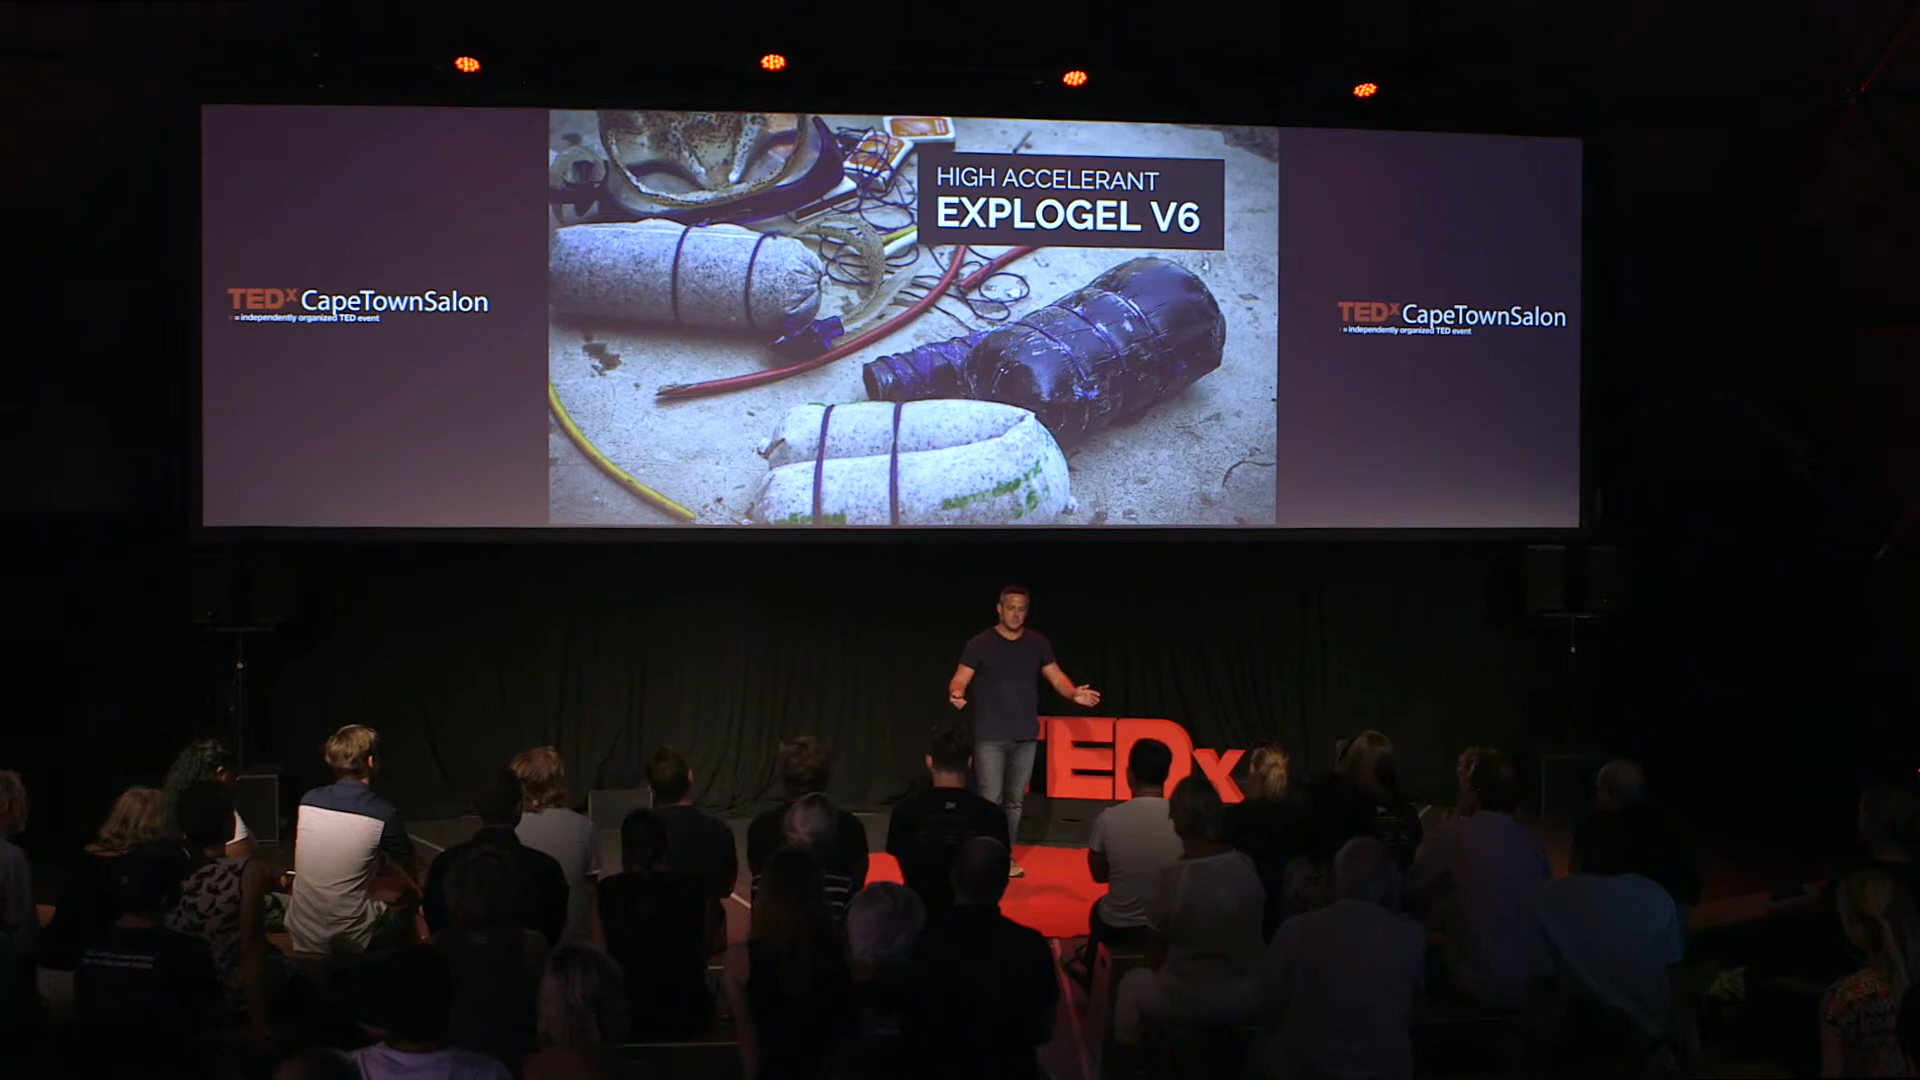 HIGH ACCELERANT
EXPLOGEL V6
TEDx CapeTownSalon
x = independently organized TED event
TEDx CapeTownSalon
x = independently organized TED event
TEDx